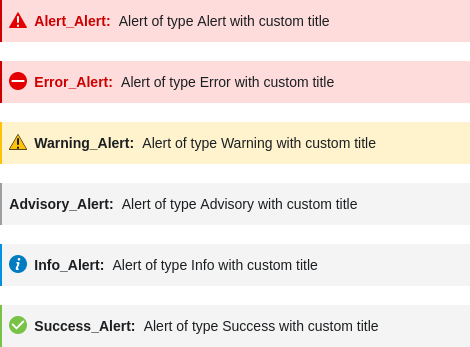 Alert_Alert: Alert of type Alert with custom title
Error_Alert: Alert of type Error with custom title
Warning_Alert: Alert of type Warning with custom title
Advisory_Alert: Alert of type Advisory with custom title
Info_Alert: Alert of type Info with custom title
Success_Alert: Alert of type Success with custom title